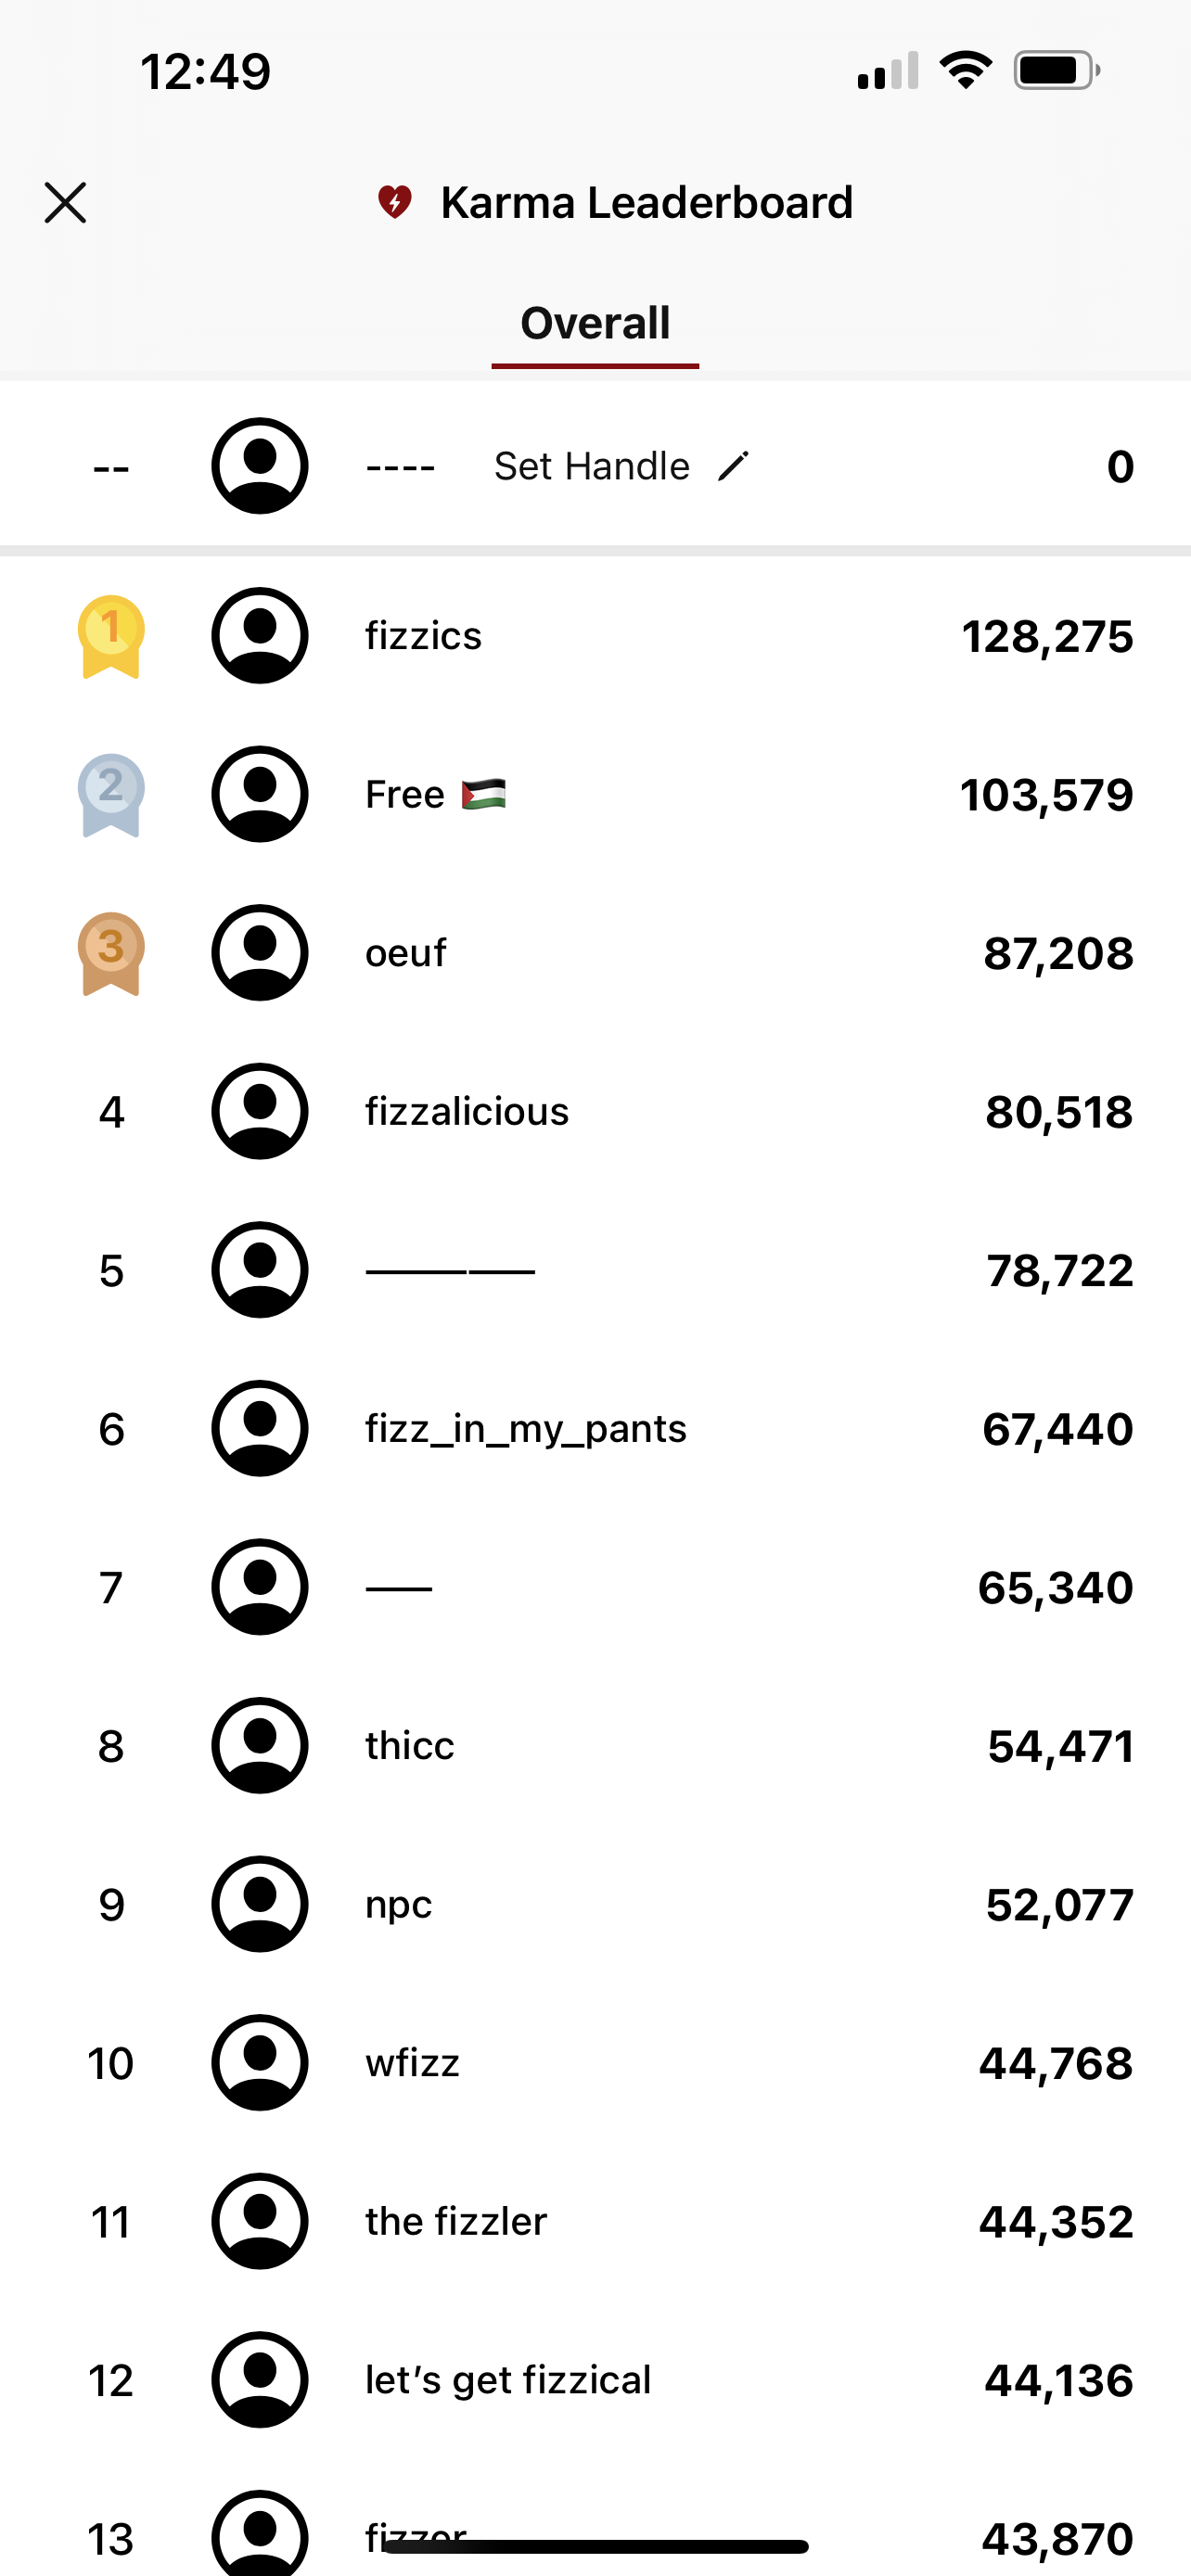 12:49
Karma Leaderboard
Overall
-- ---- Set Handle 0
1 fizzics 128,275
2 Free 🇵🇸 103,579
3 oeuf 87,208
4 fizzalicious 80,518
5 ——— —— 78,722
6 fizz_in_my_pants 67,440
7 —— 65,340
8 thicc 54,471
9 npc 52,077
10 wfizz 44,768
11 the fizzler 44,352
12 let’s get fizzical 44,136
13 fizzer 43,870